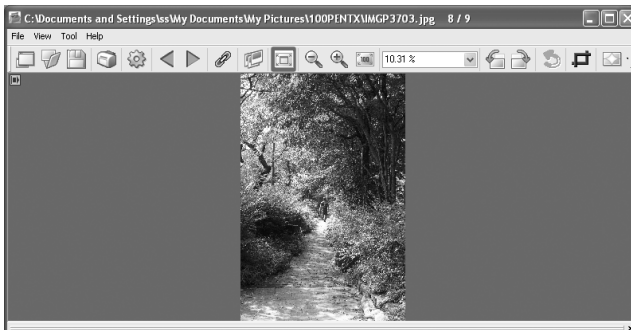 C:\Documents and Settings\ss\My Documents\My Pictures\100PENTX\IMGP3703.jpg 8 / 9
File View Tool Help
100 10.31 %